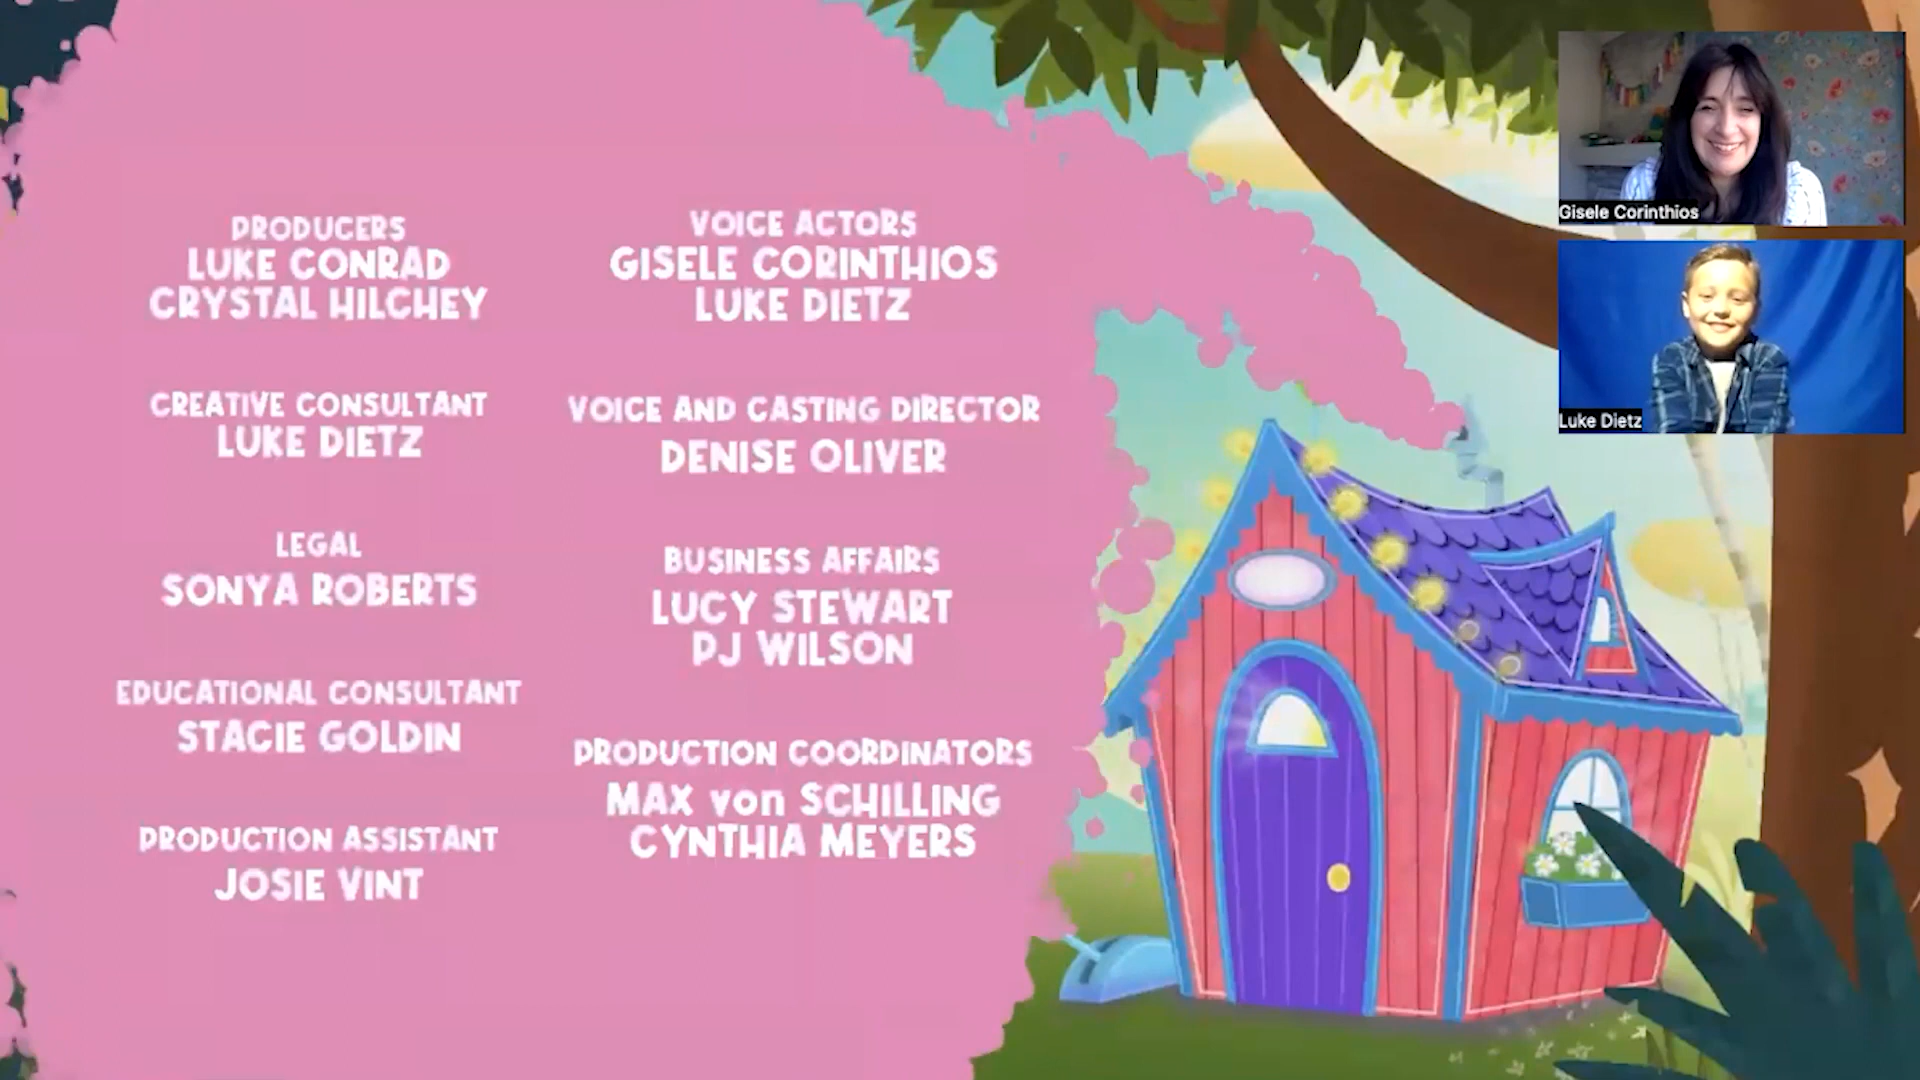 PRODUCERS
LUKE CONRAD
CRYSTAL HILCHEY
CREATIVE CONSULTANT
LUKE DIETZ
LEGAL
SONYA ROBERTS
EDUCATIONAL CONSULTANT
STACIE GOLDIN
PRODUCTION ASSISTANT
JOSIE VINT
VOICE ACTORS
GISELE CORINTHIOS
LUKE DIETZ
VOICE AND CASTING DIRECTOR
DENISE OLIVER
BUSINESS AFFAIRS
LUCY STEWART
PJ WILSON
PRODUCTION COORDINATORS
MAX von SCHILLING
CYNTHIA MEYERS
Gisele Corinthios
Luke Dietz